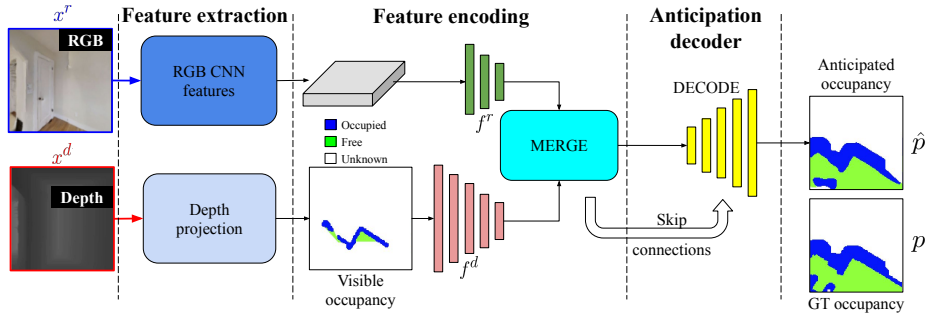 Feature extraction
Feature encoding
Anticipation
decoder
x^r
RGB
RGB CNN
features
f^r
DECODE
Anticipated
occupancy
p̂
Occupied
Free
Unknown
MERGE
x^d
Depth
Depth
projection
Visible
occupancy
f^d
Skip
connections
p
GT occupancy